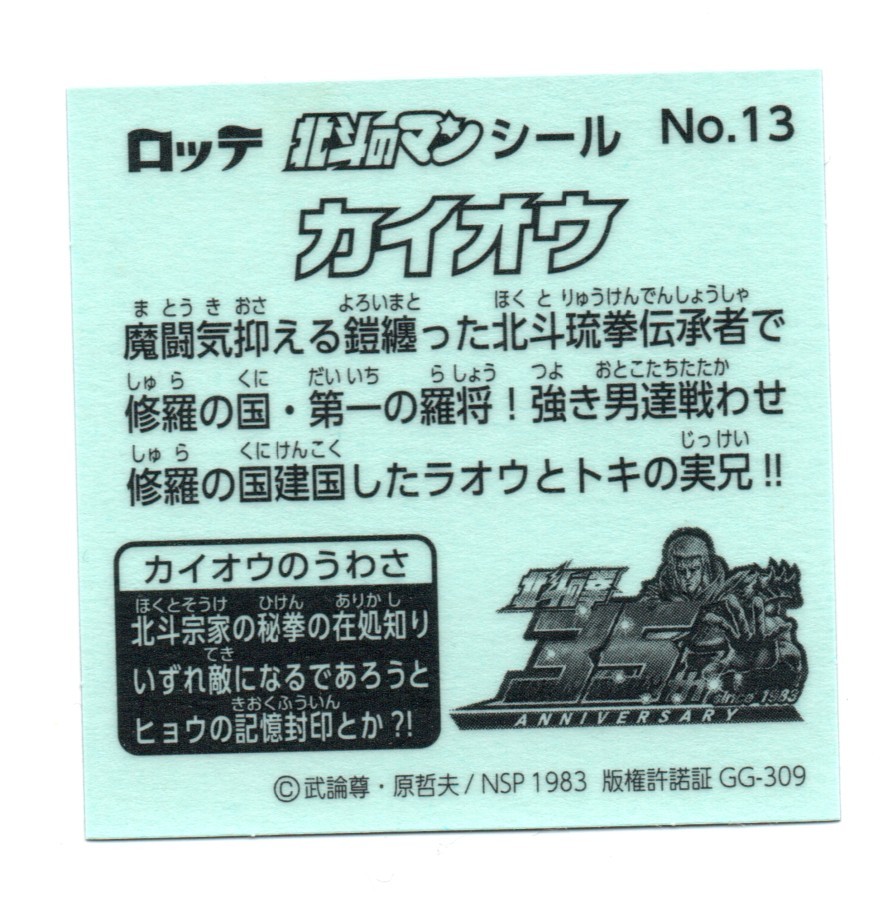 ロッテ 北斗のマンシール No.13
カイオウ
ま とう き おさ よろいまと ほく と りゅうけんでんしょうしゃ
魔闘気抑える鎧纏った北斗琉拳伝承者で
しゅ ら くに だいいち ら しょう つよ おとこたちたたか
修羅の国・第一の羅将！強き男達戦わせ
しゅ ら くにけんこく じっけい
修羅の国建国したラオウとトキの実兄!!
カイオウのうわさ
ほくとそうけ ひけん ありかし
北斗宗家の秘拳の在処知り
てき
いずれ敵になるであろうと
きおくふういん
ヒョウの記憶封印とか?!
北斗の拳
35th
since 1983
ANNIVERSARY
Ⓒ武論尊・原哲夫/NSP 1983 版権許諾証 GG-309